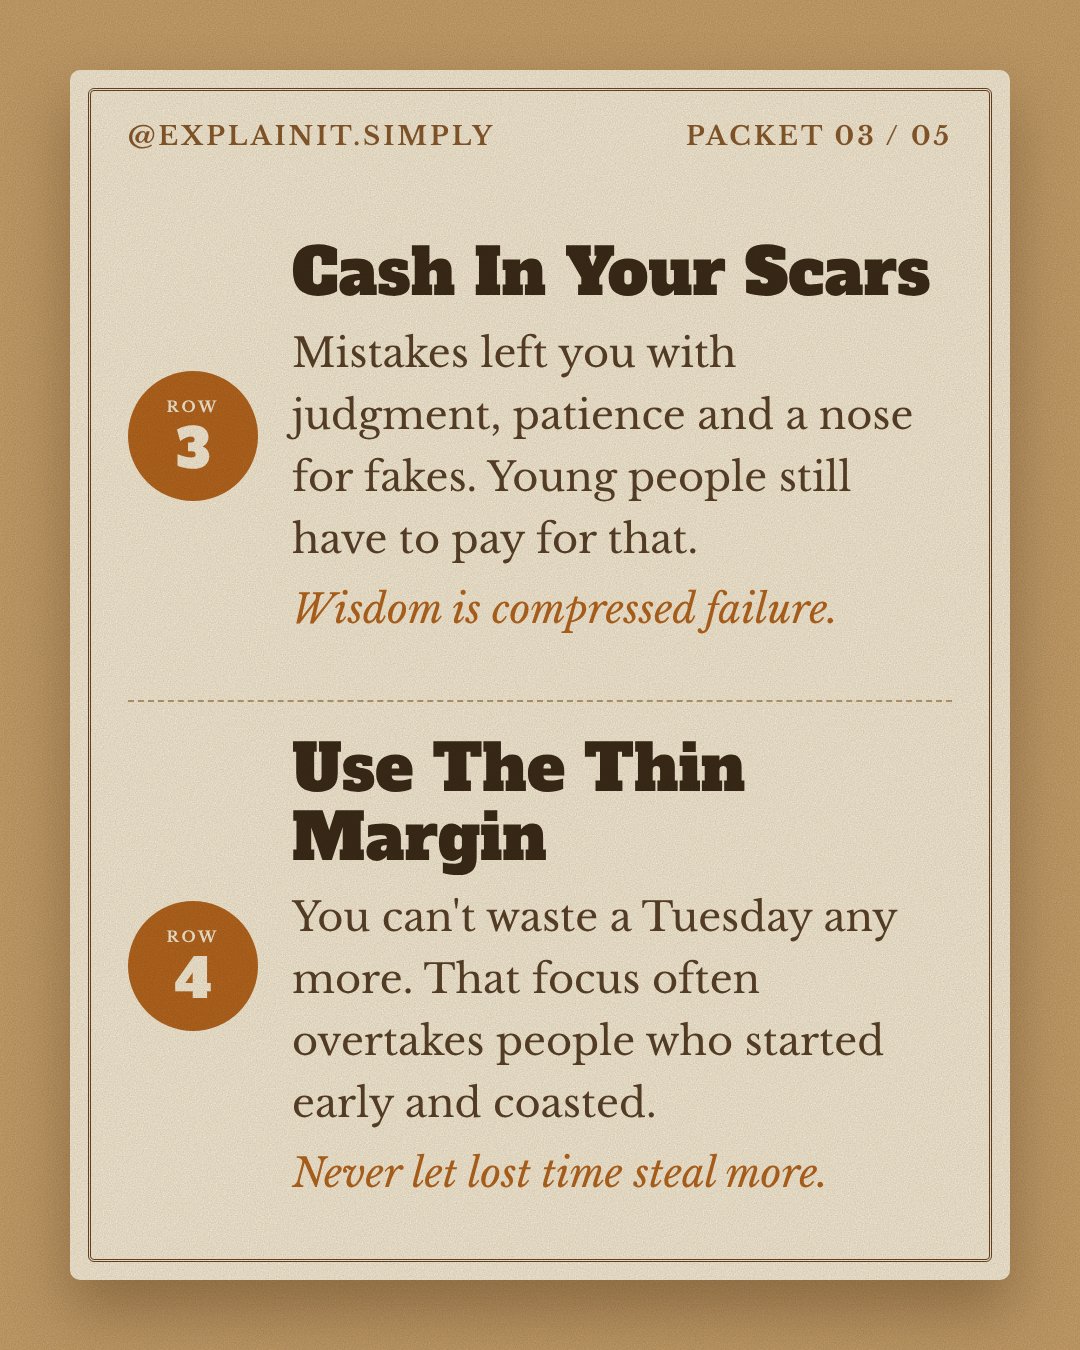 @EXPLAINIT.SIMPLY
PACKET 03 / 05
Cash In Your Scars
Mistakes left you with
judgment, patience and a nose
for fakes. Young people still
have to pay for that.
Wisdom is compressed failure.
ROW
3
Use The Thin
Margin
You can't waste a Tuesday any
more. That focus often
overtakes people who started
early and coasted.
Never let lost time steal more.
ROW
4